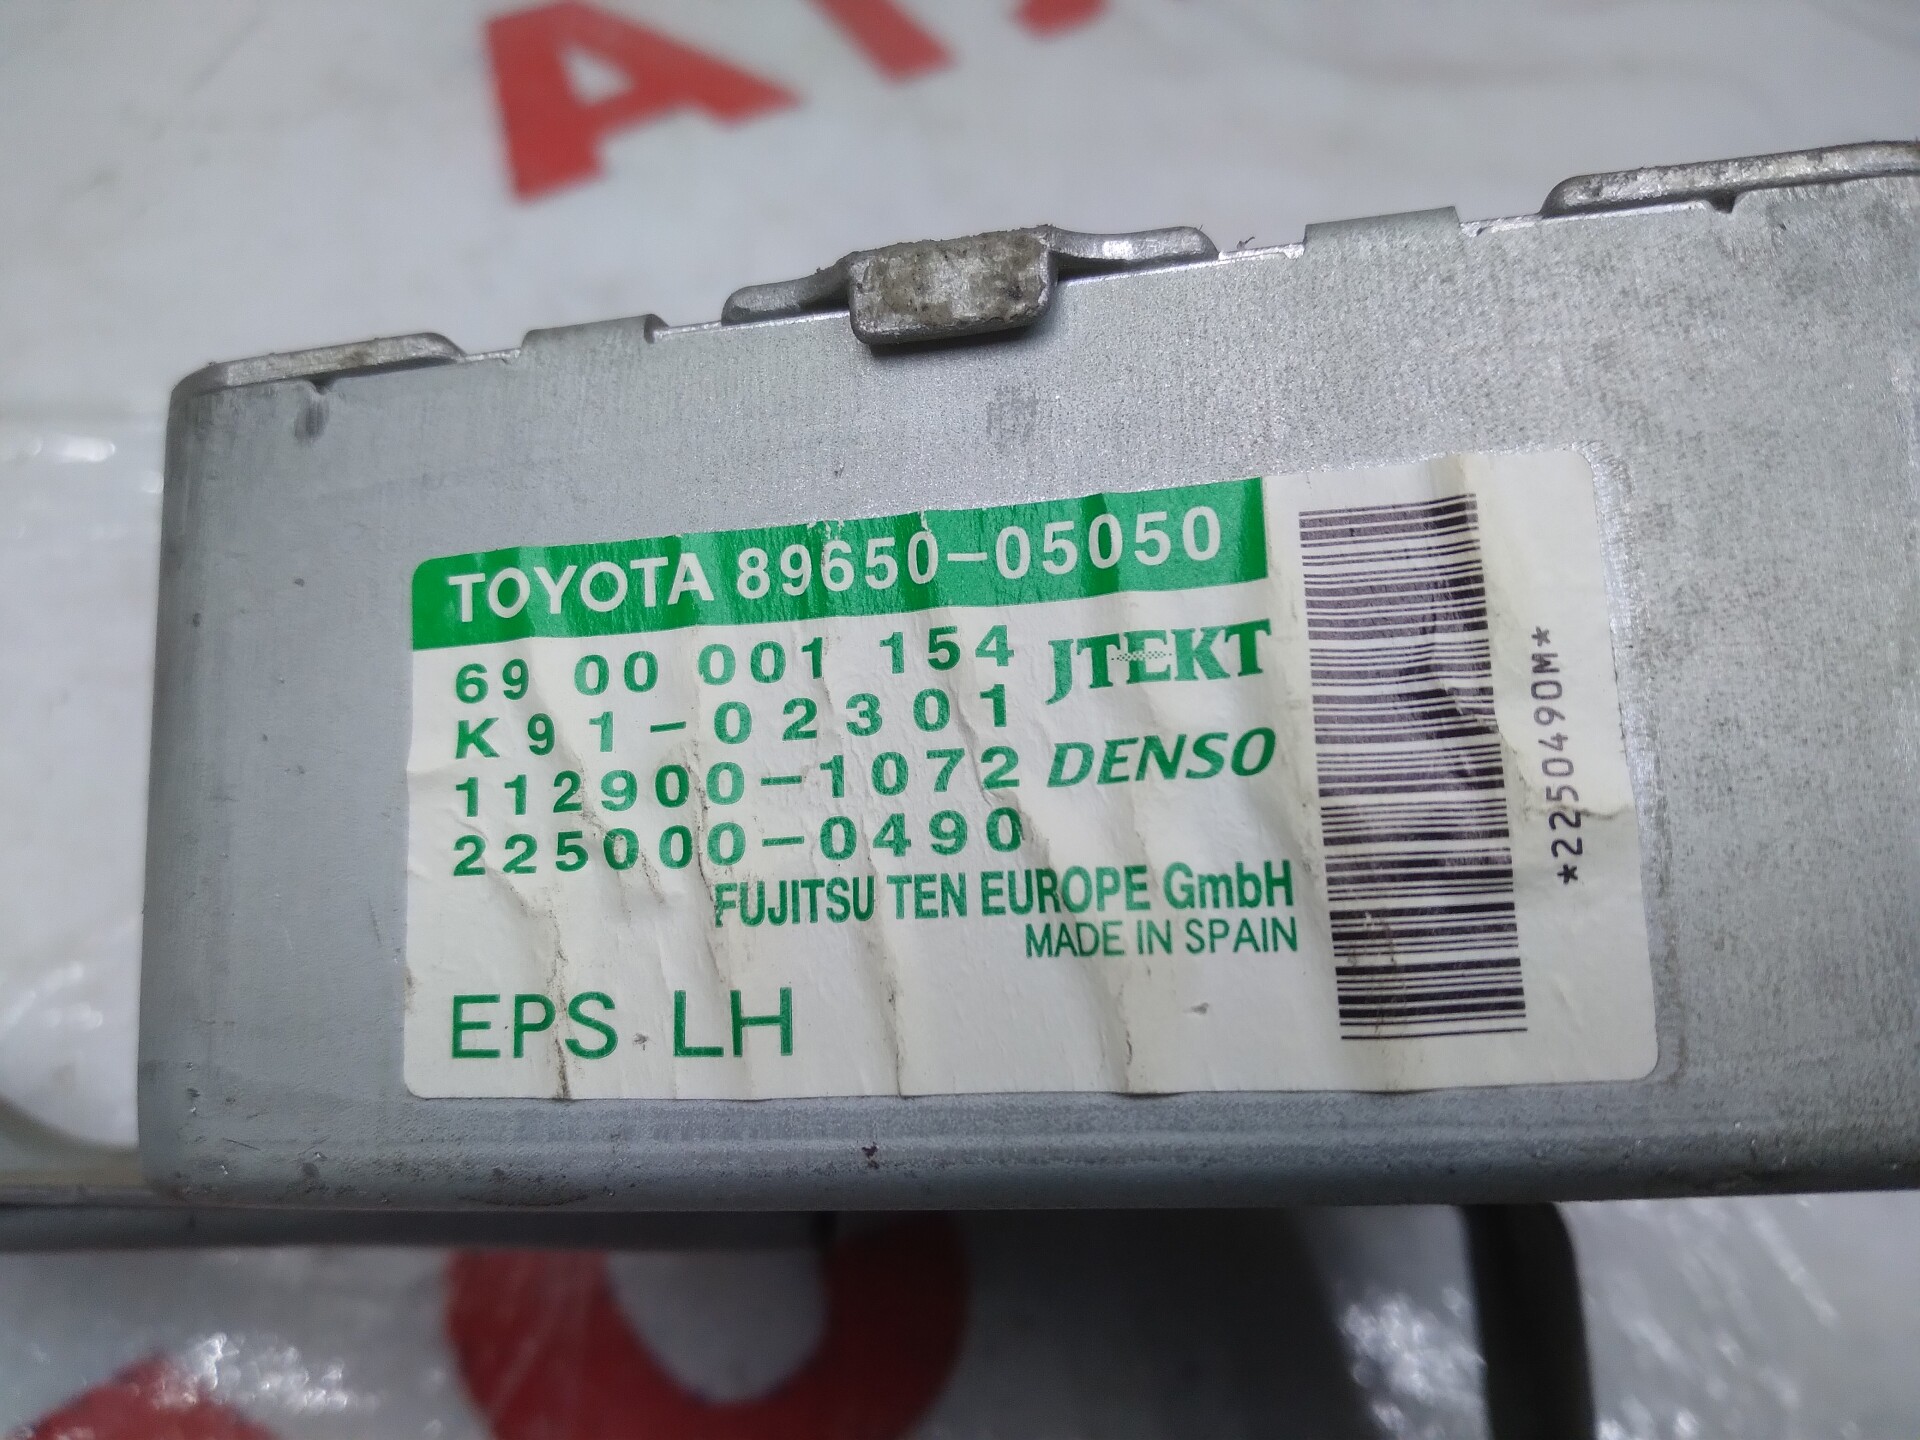 TOYOTA 89650-05050
69 00 001 154 JTEKT
K91-02301
112900-1072 DENSO
225000-0490
FUJITSU TEN EUROPE GmbH
MADE IN SPAIN
EPS LH
*2250490M*